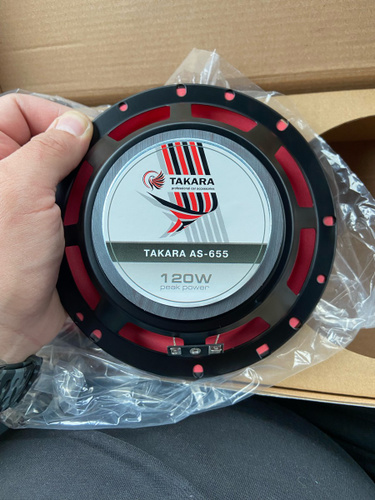 TAKARA
professional car accessories
TAKARA AS-655
120W
peak power